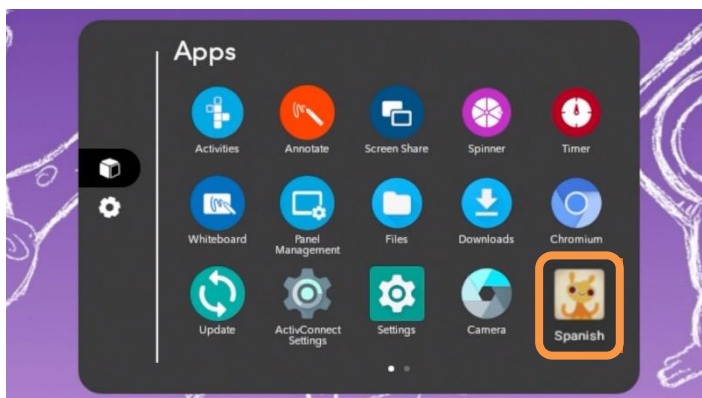 Apps
Activities
Annotate
Screen Share
Spinner
Timer
Whiteboard
Panel
Management
Files
Downloads
Chromium
Update
ActivConnect
Settings
Settings
Camera
Spanish